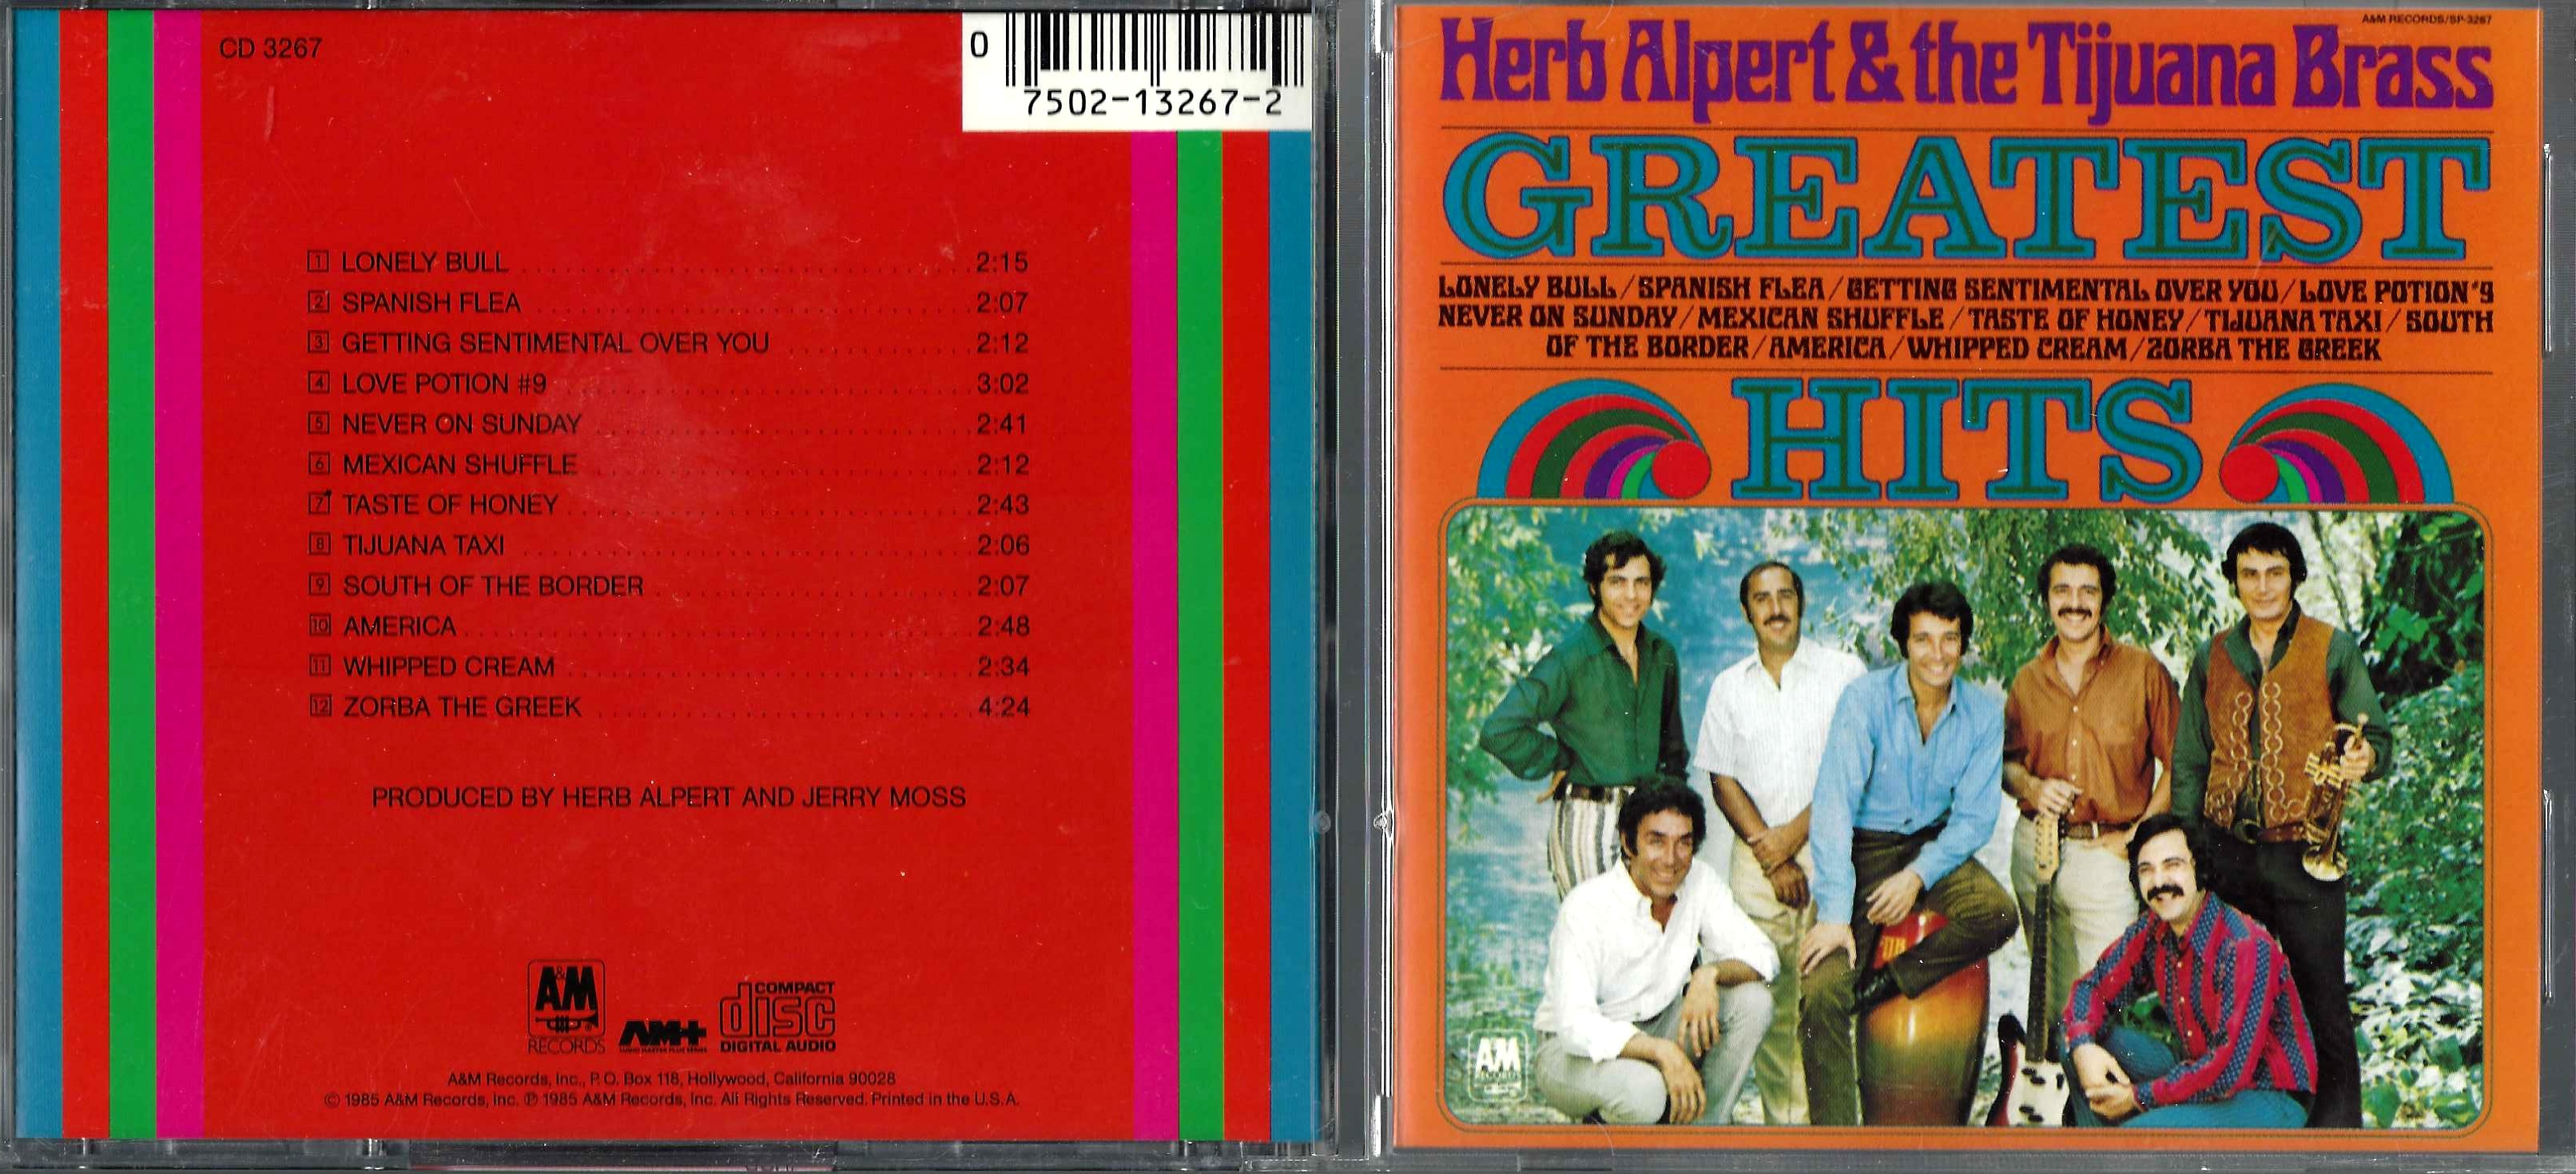 CD 3267
0
7502-13267-2
1 LONELY BULL 2:15
2 SPANISH FLEA 2:07
3 GETTING SENTIMENTAL OVER YOU 2:12
4 LOVE POTION #9 3:02
5 NEVER ON SUNDAY 2:41
6 MEXICAN SHUFFLE 2:12
7 TASTE OF HONEY 2:43
8 TIJUANA TAXI 2:06
9 SOUTH OF THE BORDER 2:07
10 AMERICA 2:48
11 WHIPPED CREAM 2:34
12 ZORBA THE GREEK 4:24
PRODUCED BY HERB ALPERT AND JERRY MOSS
A&M
RECORDS
AM+
COMPACT
disc
DIGITAL AUDIO
A&M Records, Inc., P.O. Box 118, Hollywood, California 90028
© 1985 A&M Records, Inc. ℗ 1985 A&M Records, Inc. All Rights Reserved. Printed in the U.S.A.
A&M RECORDS/SP-3267
Herb Alpert & the Tijuana Brass
GREATEST
LONELY BULL/SPANISH FLEA/GETTING SENTIMENTAL OVER YOU/LOVE POTION #9
NEVER ON SUNDAY/MEXICAN SHUFFLE/TASTE OF HONEY/TIJUANA TAXI/SOUTH
OF THE BORDER/AMERICA/WHIPPED CREAM/ZORBA THE GREEK
HITS
A&M
RECORDS